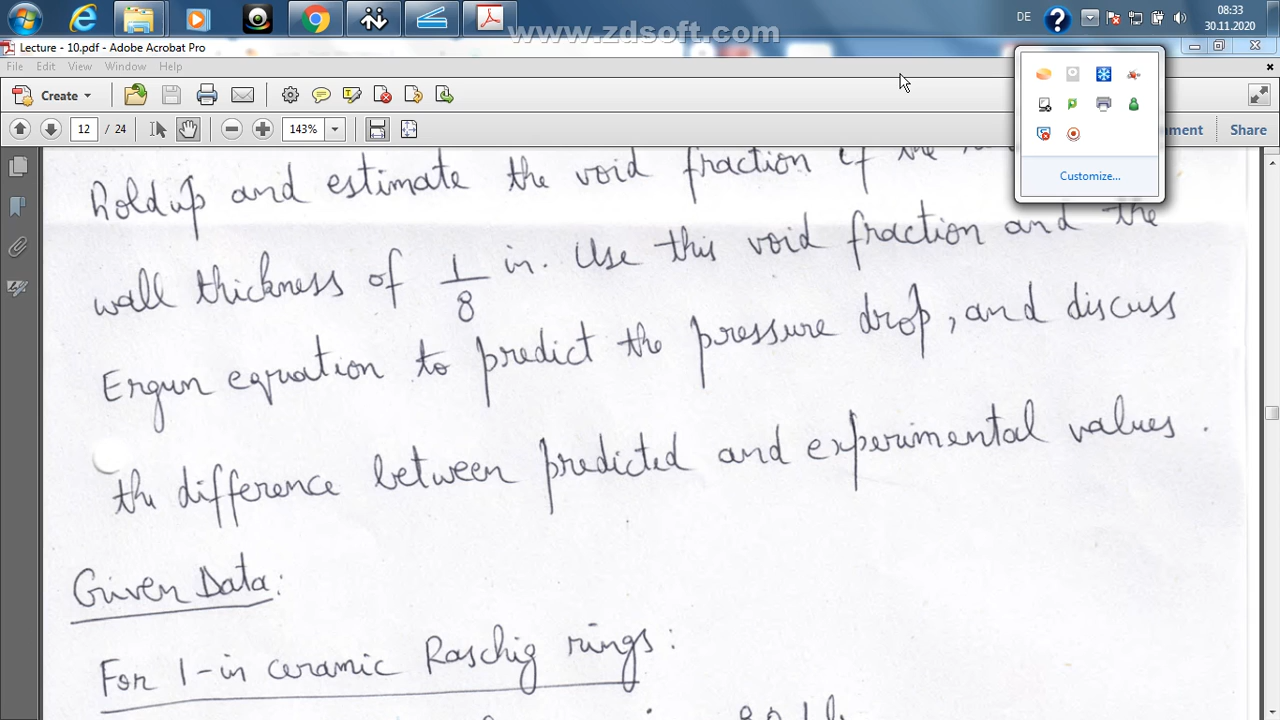 DE
08:33
30.11.2020
www.zdsoft.com
Lecture - 10.pdf - Adobe Acrobat Pro
File Edit View Window Help
Create
12 / 24 143%
Share
Customize...
holdup and estimate the void fraction if the
wall thickness of 1/8 in. Use this void fraction and the
Ergun equation to predict the pressure drop, and discuss
the difference between predicted and experimental values.
Given Data:
For 1-in ceramic Raschig rings: